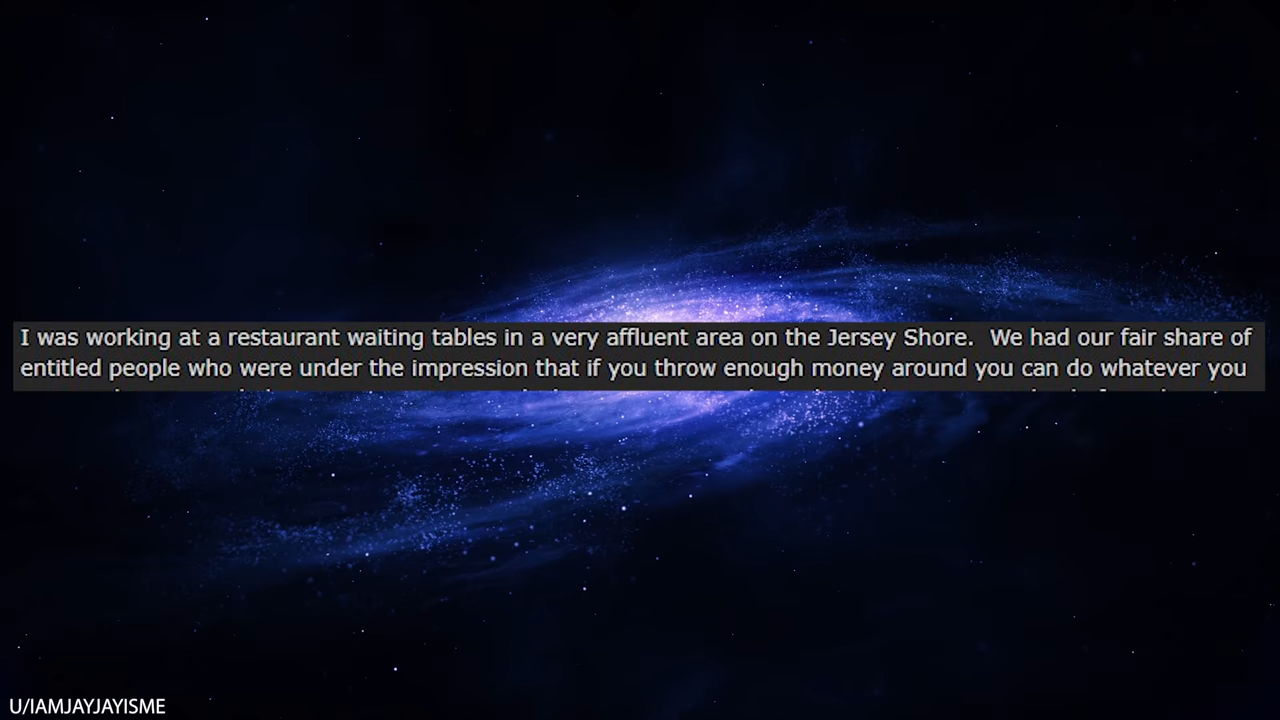 I was working at a restaurant waiting tables in a very affluent area on the Jersey Shore.  We had our fair share of
entitled people who were under the impression that if you throw enough money around you can do whatever you
U/IAMJAYJAYISME